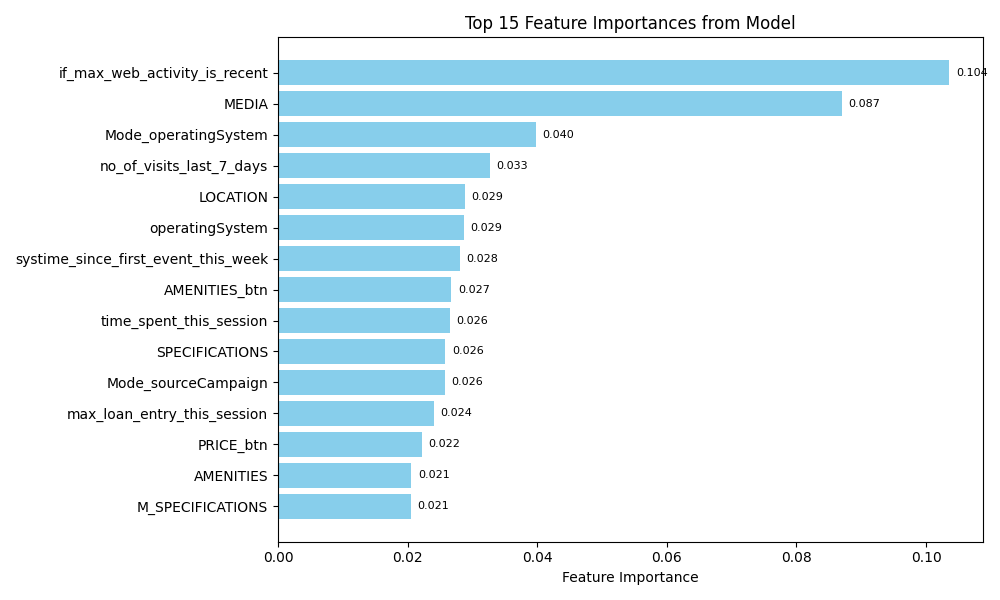 Top 15 Feature Importances from Model
if_max_web_activity_is_recent 0.104
MEDIA 0.087
Mode_operatingSystem 0.040
no_of_visits_last_7_days 0.033
LOCATION 0.029
operatingSystem 0.029
systime_since_first_event_this_week 0.028
AMENITIES_btn 0.027
time_spent_this_session 0.026
SPECIFICATIONS 0.026
Mode_sourceCampaign 0.026
max_loan_entry_this_session 0.024
PRICE_btn 0.022
AMENITIES 0.021
M_SPECIFICATIONS 0.021
0.00 0.02 0.04 0.06 0.08 0.10
Feature Importance